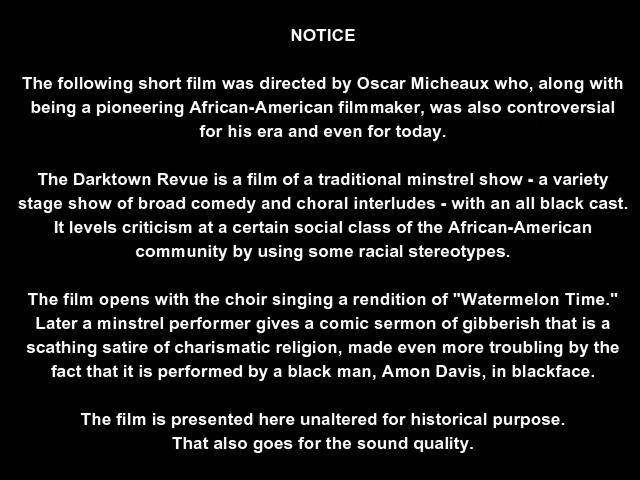 NOTICE
The following short film was directed by Oscar Micheaux who, along with
being a pioneering African-American filmmaker, was also controversial
for his era and even for today.
The Darktown Revue is a film of a traditional minstrel show - a variety
stage show of broad comedy and choral interludes - with an all black cast.
It levels criticism at a certain social class of the African-American
community by using some racial stereotypes.
The film opens with the choir singing a rendition of "Watermelon Time."
Later a minstrel performer gives a comic sermon of gibberish that is a
scathing satire of charismatic religion, made even more troubling by the
fact that it is performed by a black man, Amon Davis, in blackface.
The film is presented here unaltered for historical purpose.
That also goes for the sound quality.